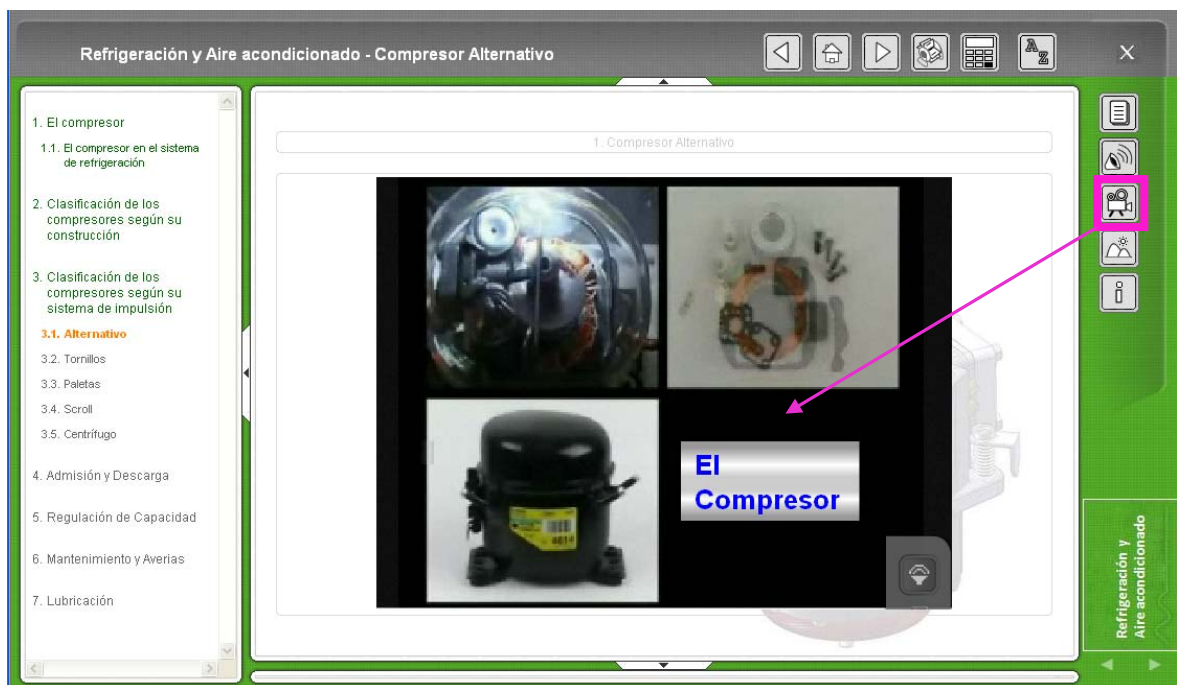 Refrigeración y Aire acondicionado - Compresor Alternativo
A
Z
X
1. El compresor
1.1. El compresor en el sistema
de refrigeración
2. Clasificación de los
compresores según su
construcción
3. Clasificación de los
compresores según su
sistema de impulsión
3.1. Alternativo
3.2. Tornillos
3.3. Paletas
3.4. Scroll
3.5. Centrífugo
4. Admisión y Descarga
5. Regulación de Capacidad
6. Mantenimiento y Averias
7. Lubricación
1. Compresor Alternativo
El
Compresor
Refrigeración y
Aire acondicionado